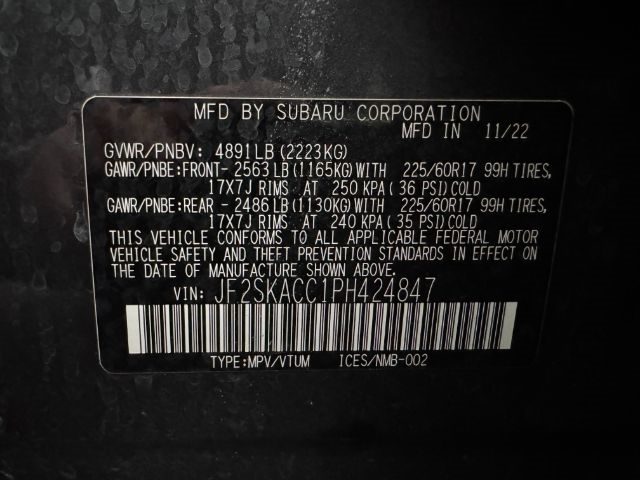 MFD BY SUBARU CORPORATION
MFD IN 11/22
GVWR/PNBV: 4891LB(2223KG)
GAWR/PNBE:FRONT-2563LB(1165KG)WITH 225/60R17 99H TIRES,
17X7J RIMS AT 250 KPA (36 PSI)COLD
GAWR/PNBE:REAR -2486LB(1130KG)WITH 225/60R17 99H TIRES,
17X7J RIMS AT 240 KPA(35 PSI)COLD
THIS VEHICLE CONFORMS TO ALL APPLICABLE FEDERAL MOTOR
VEHICLE SAFETY AND THEFT PREVENTION STANDARDS IN EFFECT ON
THE DATE OF MANUFACTURE SHOWN ABOVE.
VIN: JF2SKACC1PH424847
TYPE:MPV/VTUM ICES/NMB-002